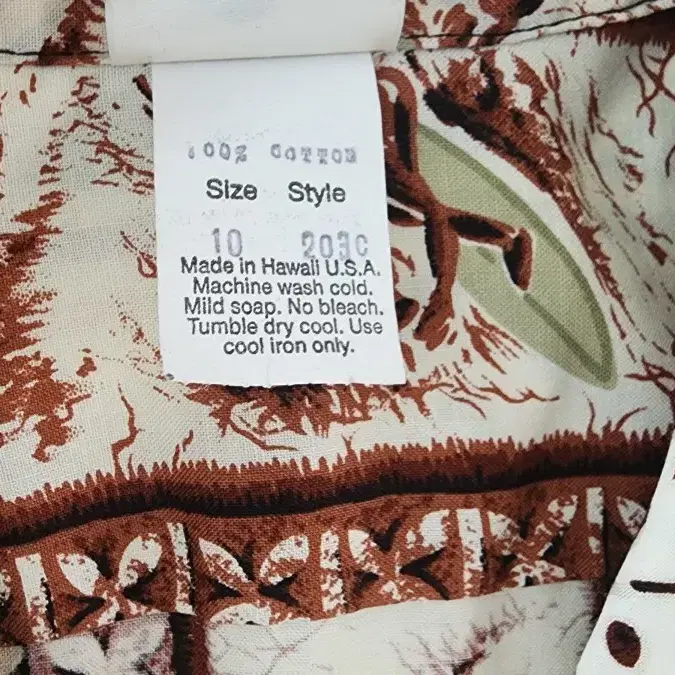 100% COTTON
Size Style
10 203C
Made in Hawaii U.S.A.
Machine wash cold.
Mild soap. No bleach.
Tumble dry cool. Use
cool iron only.